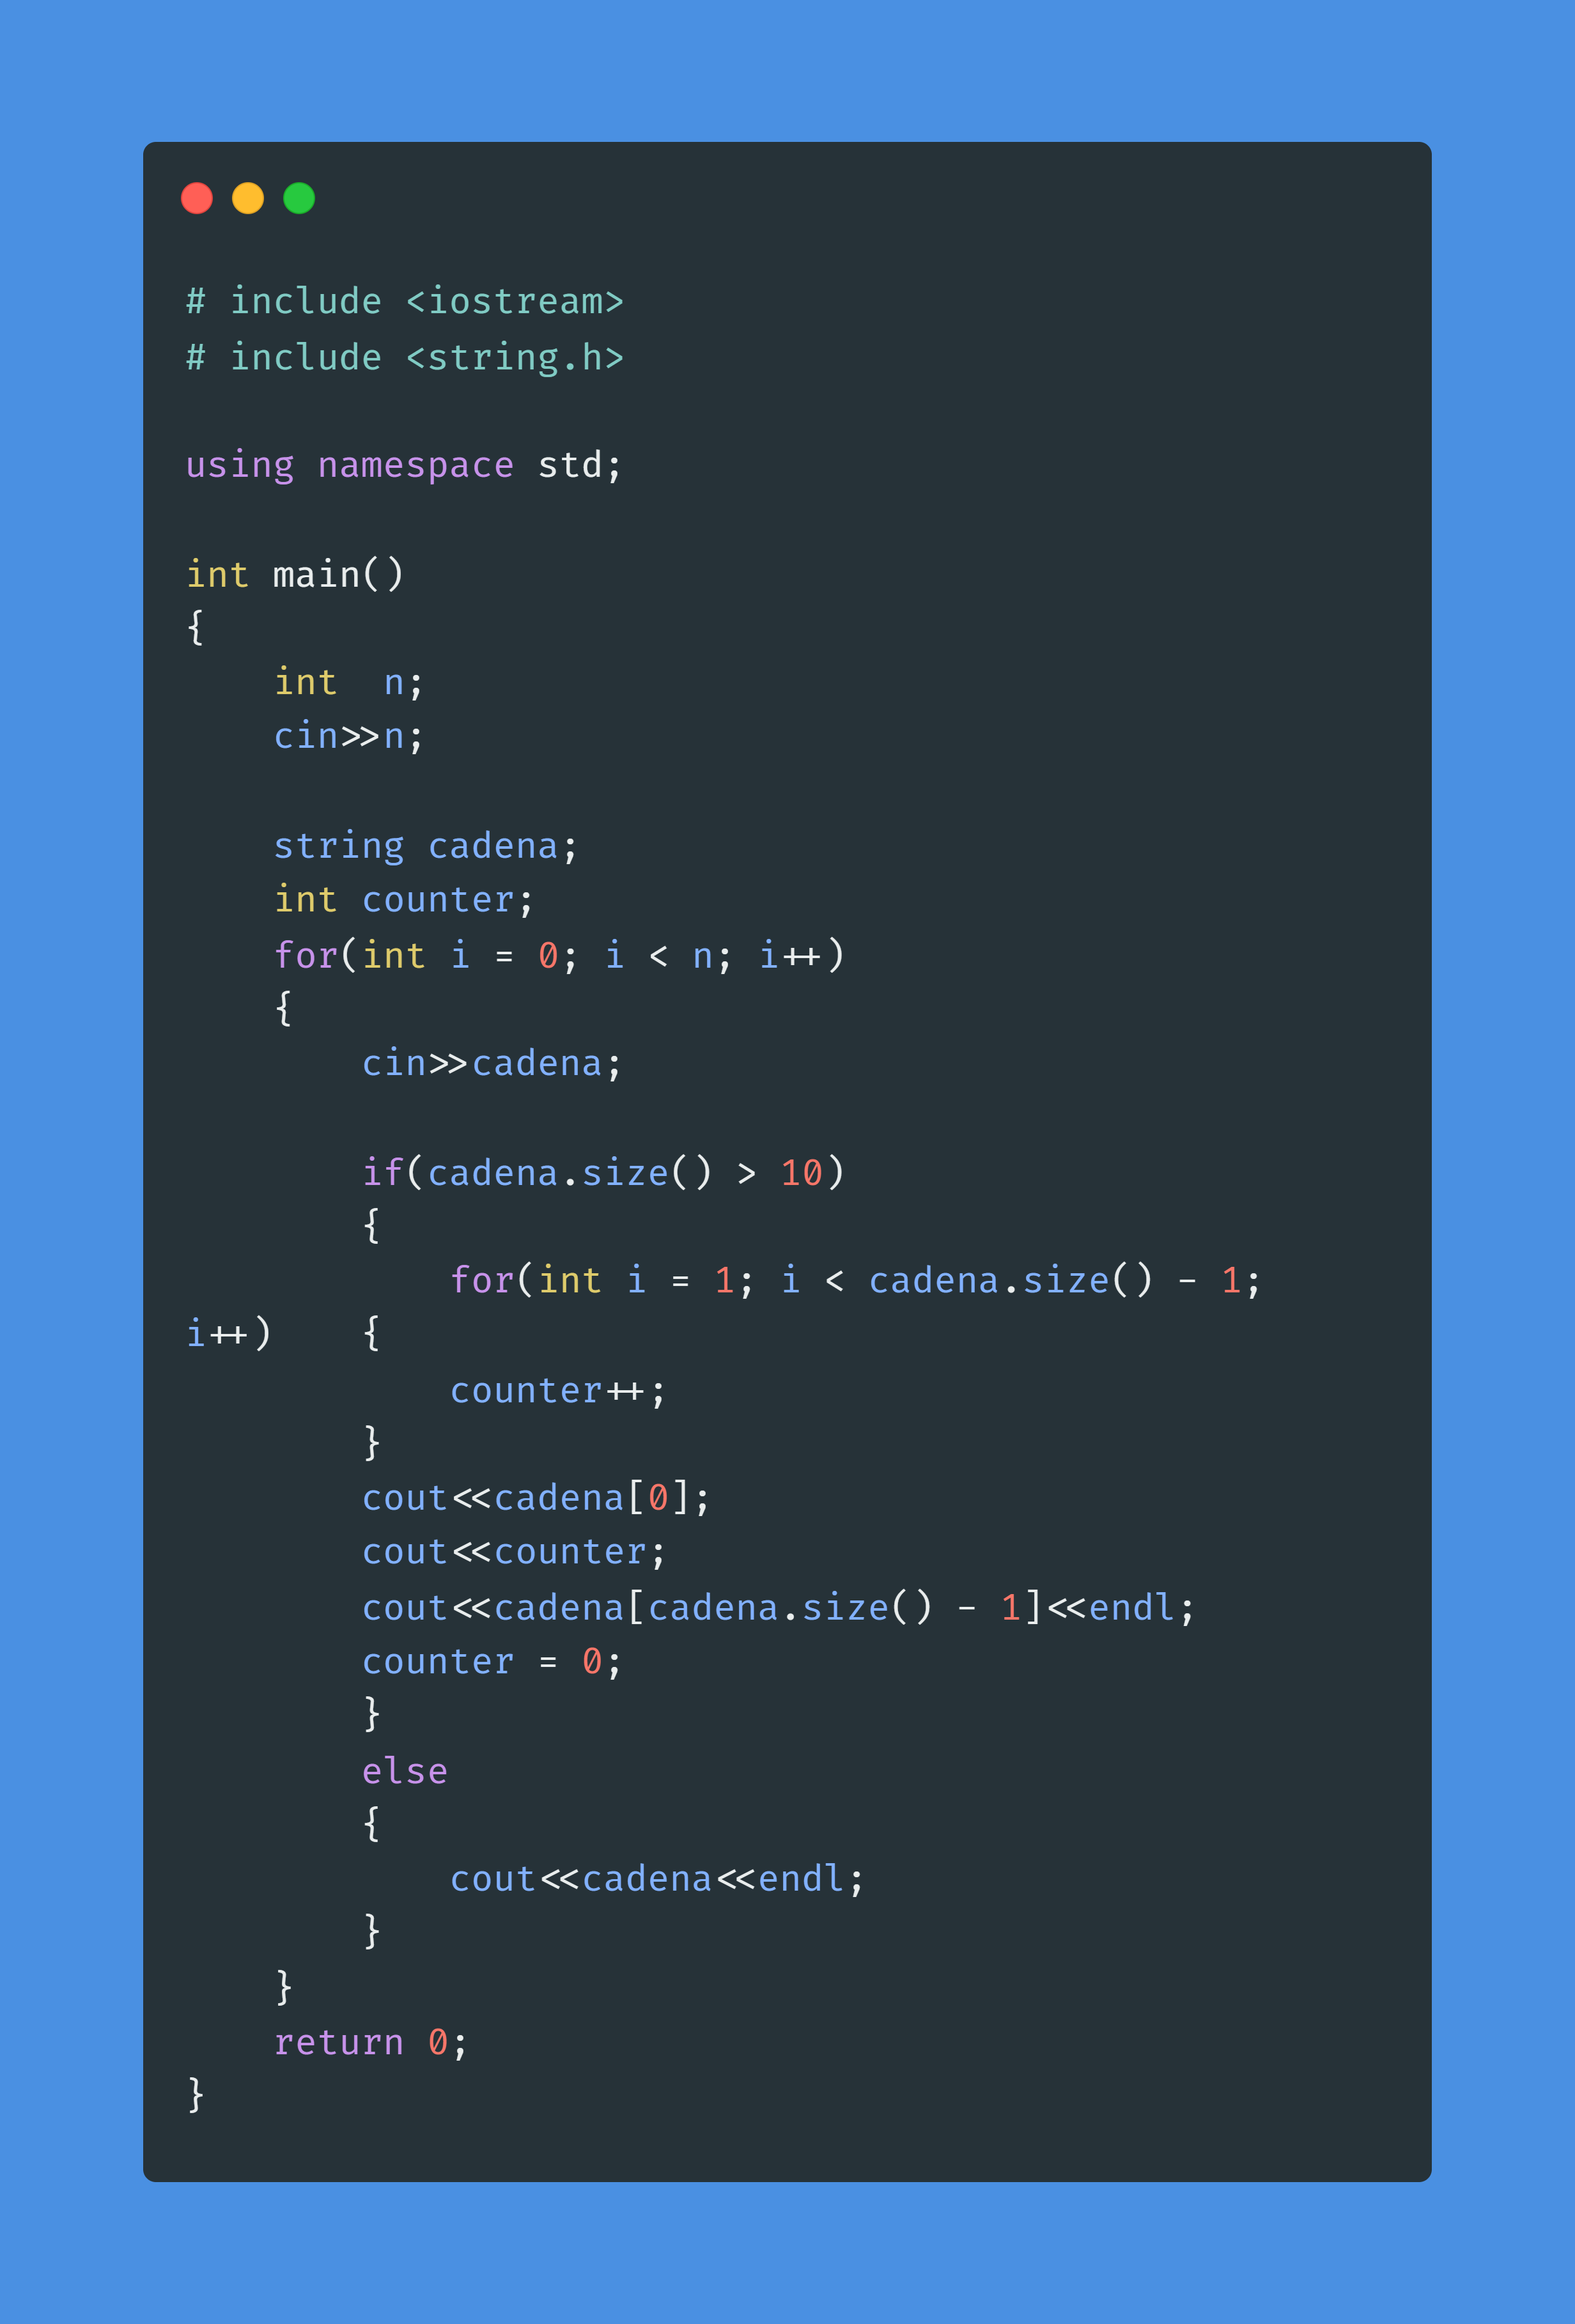 # include <iostream>
# include <string.h>

using namespace std;

int main()
{
    int  n;
    cin>>n;

    string cadena;
    int counter;
    for(int i = 0; i < n; i++)
    {
        cin>>cadena;

        if(cadena.size() > 10)
        {
            for(int i = 1; i < cadena.size() - 1;
i++)    {
            counter++;
        }
        cout<<cadena[0];
        cout<<counter;
        cout<<cadena[cadena.size() - 1]<<endl;
        counter = 0;
        }
        else
        {
            cout<<cadena<<endl;
        }
    }
    return 0;
}